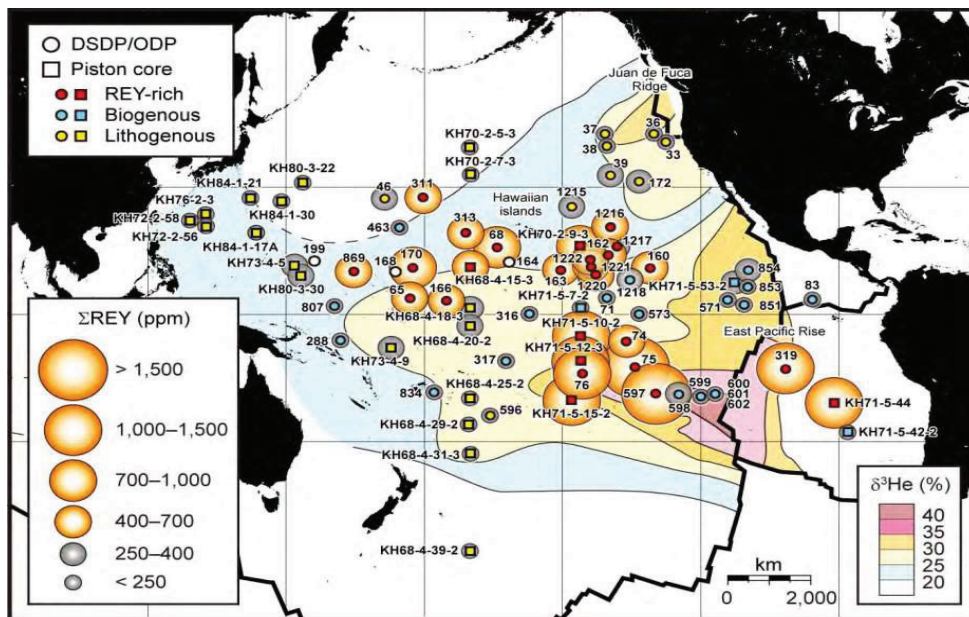 DSDP/ODP
Piston core
REY-rich
Biogenous
Lithogenous
Juan de Fuca
Ridge
37
36
38
33
39
172
KH70-2-5-3
KH70-2-7-3
KH80-3-22
KH84-1-21
KH76-2-3
KH84-1-30
KH72-2-58
KH72-2-56
KH84-1-17A
46
311
1215
Hawaiian
islands
463
313
68
KH70-2-9-3
1216
162
1217
KH73-4-5
199
869
168
170
164
1222
163
1221
1220
160
854
KH80-3-30
KH68-4-15-3
KH71-5-53-2
853
83
65
166
KH71-5-7-2
1218
571
851
807
KH68-4-18-3
316
71
573
288
KH68-4-20-2
KH71-5-10-2
74
East Pacific Rise
KH73-4-9
317
KH71-5-12-3
75
319
834
KH68-4-25-2
76
597
599
600
601
602
598
596
KH71-5-15-2
KH71-5-44
KH68-4-29-2
KH71-5-42-2
KH68-4-31-3
KH68-4-39-2
ΣREY (ppm)
> 1,500
1,000–1,500
700–1,000
400–700
250–400
< 250
δ³He (%)
40
35
30
25
20
km
0 2,000